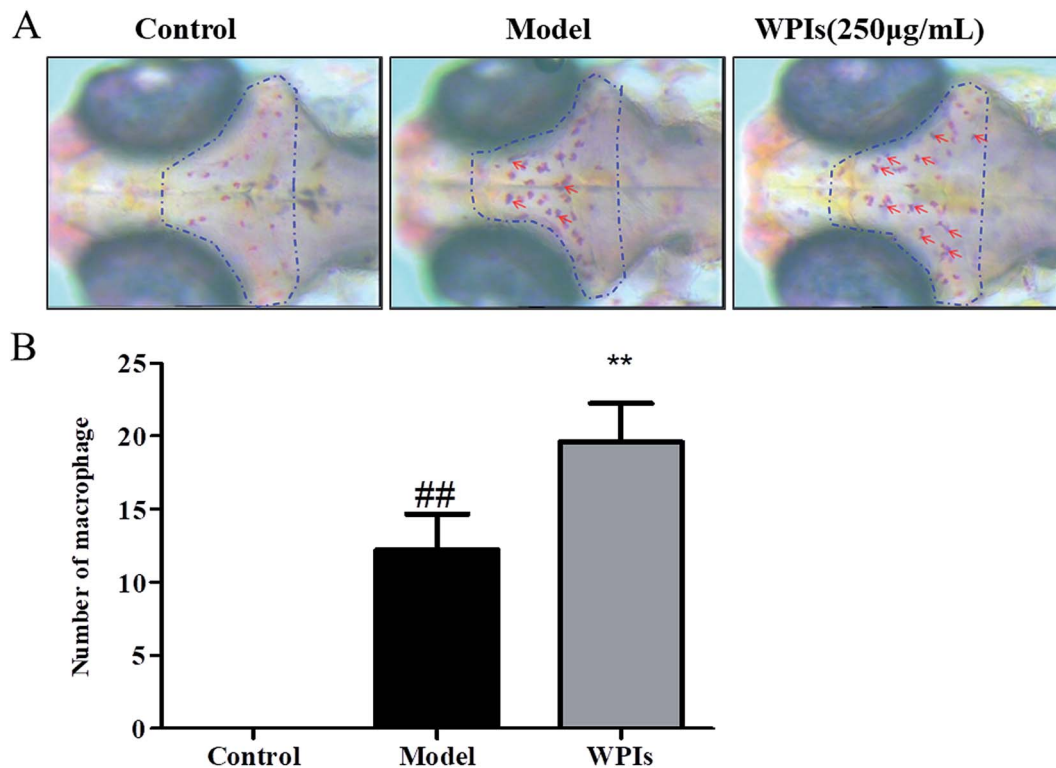 A
Control Model WPIs(250μg/mL)
B
Number of macrophage
25
20
15
10
5
0
##
**
Control Model WPIs